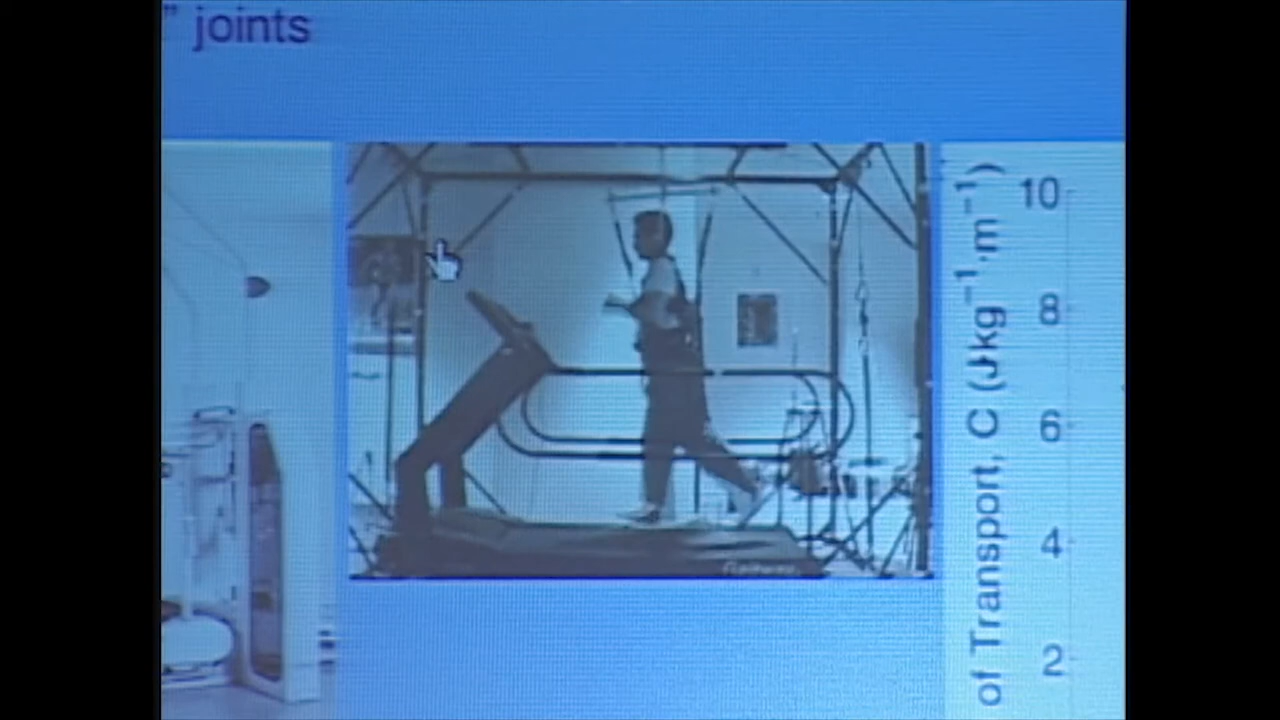 ” joints
of Transport, C (J·kg⁻¹·m⁻¹)
10
8
6
4
2